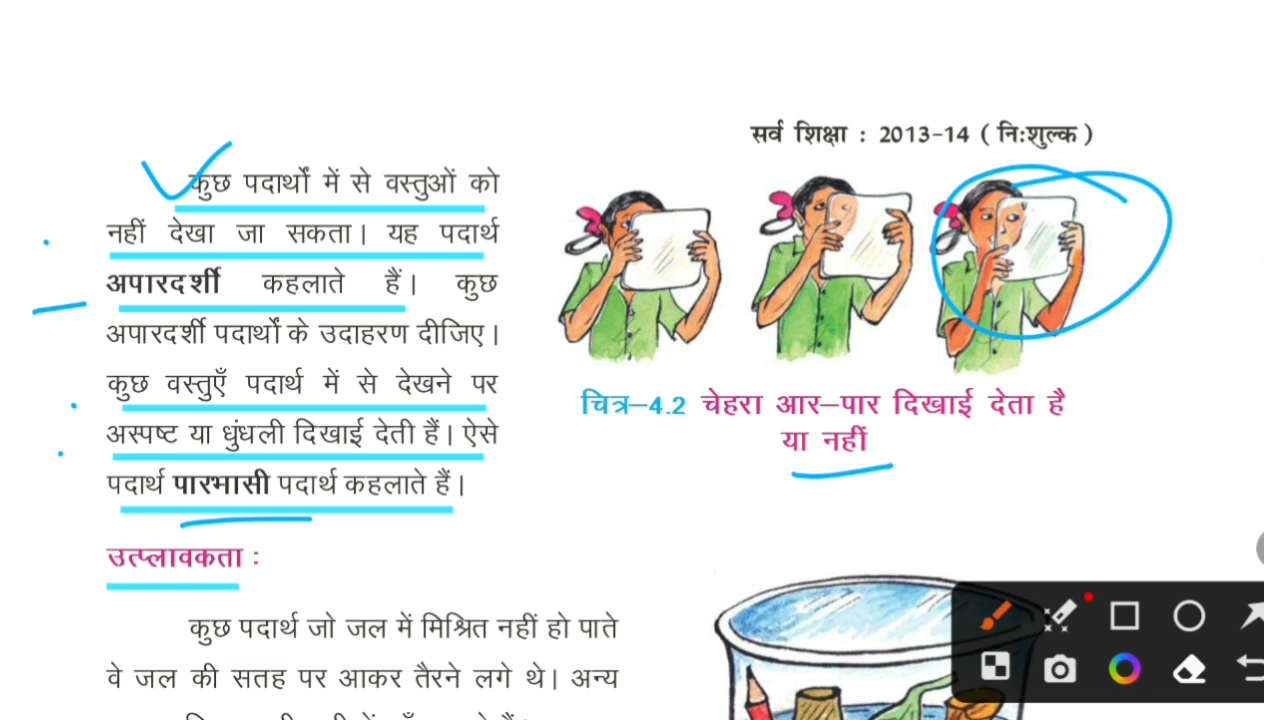 सर्व शिक्षा : 2013-14 ( निःशुल्क )
कुछ पदार्थों में से वस्तुओं को
नहीं देखा जा सकता। यह पदार्थ
अपारदर्शी कहलाते हैं। कुछ
अपारदर्शी पदार्थों के उदाहरण दीजिए।
कुछ वस्तुएँ पदार्थ में से देखने पर
अस्पष्ट या धुंधली दिखाई देती हैं। ऐसे
पदार्थ पारभासी पदार्थ कहलाते हैं।
चित्र–4.2 चेहरा आर–पार दिखाई देता है
या नहीं
उत्प्लावकता :
कुछ पदार्थ जो जल में मिश्रित नहीं हो पाते
वे जल की सतह पर आकर तैरने लगे थे। अन्य